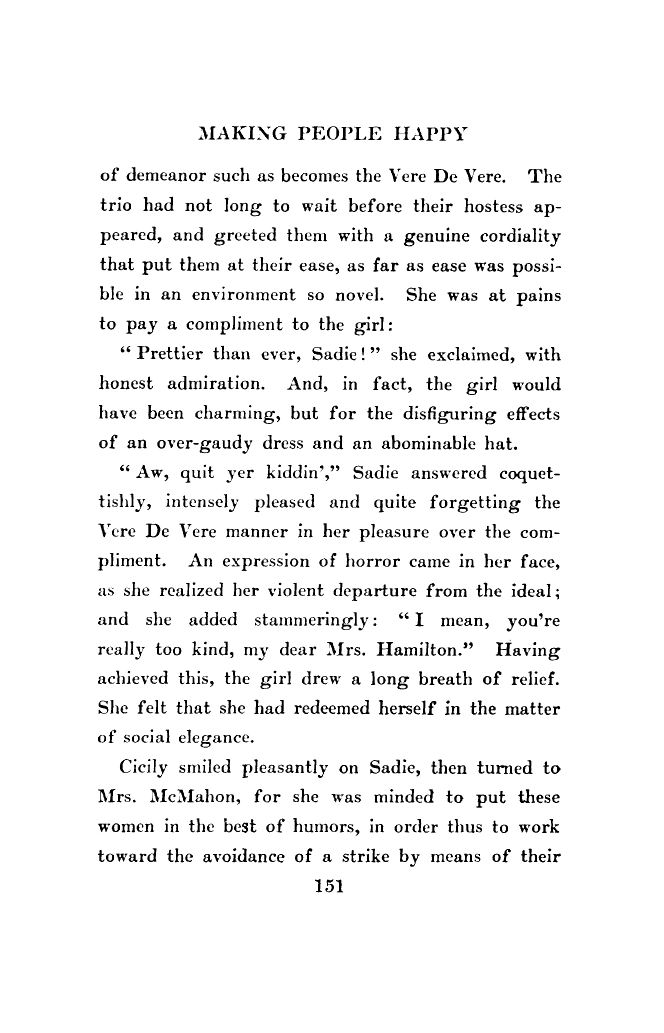 MAKING PEOPLE HAPPY
of demeanor such as becomes the Vere De Vere. The
trio had not long to wait before their hostess ap-
peared, and greeted them with a genuine cordiality
that put them at their ease, as far as ease was possi-
ble in an environment so novel. She was at pains
to pay a compliment to the girl:
“ Prettier than ever, Sadie! ” she exclaimed, with
honest admiration. And, in fact, the girl would
have been charming, but for the disfiguring effects
of an over-gaudy dress and an abominable hat.
“ Aw, quit yer kiddin’,” Sadie answered coquet-
tishly, intensely pleased and quite forgetting the
Vere De Vere manner in her pleasure over the com-
pliment. An expression of horror came in her face,
as she realized her violent departure from the ideal;
and she added stammeringly: “ I mean, you’re
really too kind, my dear Mrs. Hamilton.” Having
achieved this, the girl drew a long breath of relief.
She felt that she had redeemed herself in the matter
of social elegance.
Cicily smiled pleasantly on Sadie, then turned to
Mrs. McMahon, for she was minded to put these
women in the best of humors, in order thus to work
toward the avoidance of a strike by means of their
151